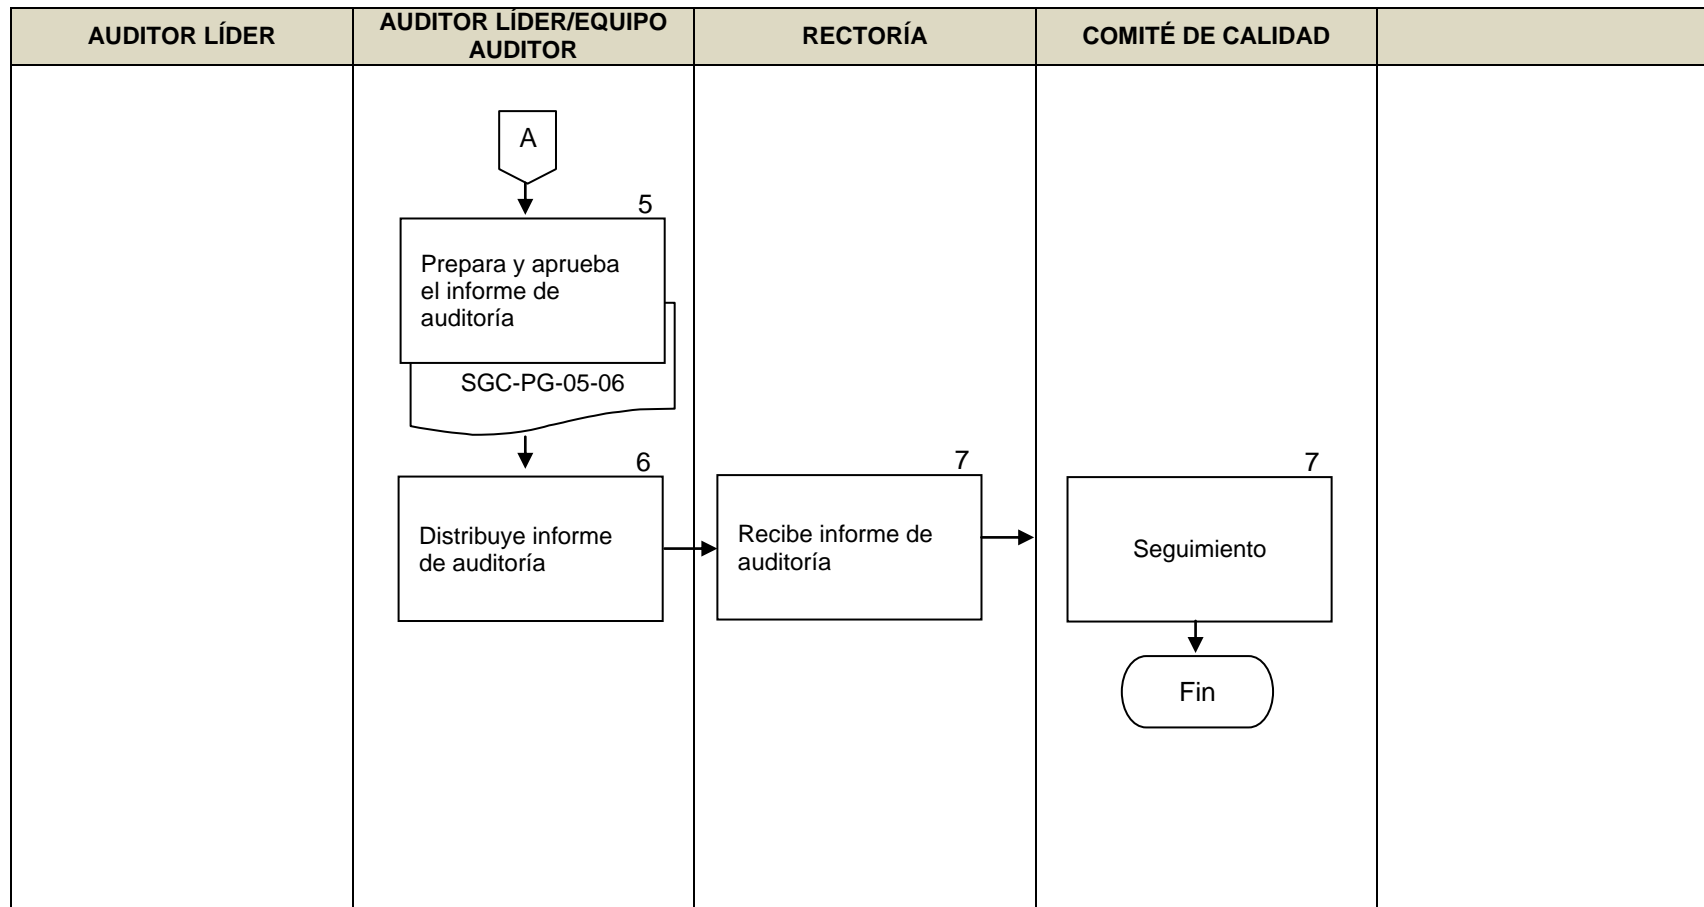 AUDITOR LÍDER
AUDITOR LÍDER/EQUIPO
AUDITOR
RECTORÍA
COMITÉ DE CALIDAD
A
5
Prepara y aprueba
el informe de
auditoría
SGC-PG-05-06
6
Distribuye informe
de auditoría
7
Recibe informe de
auditoría
7
Seguimiento
Fin